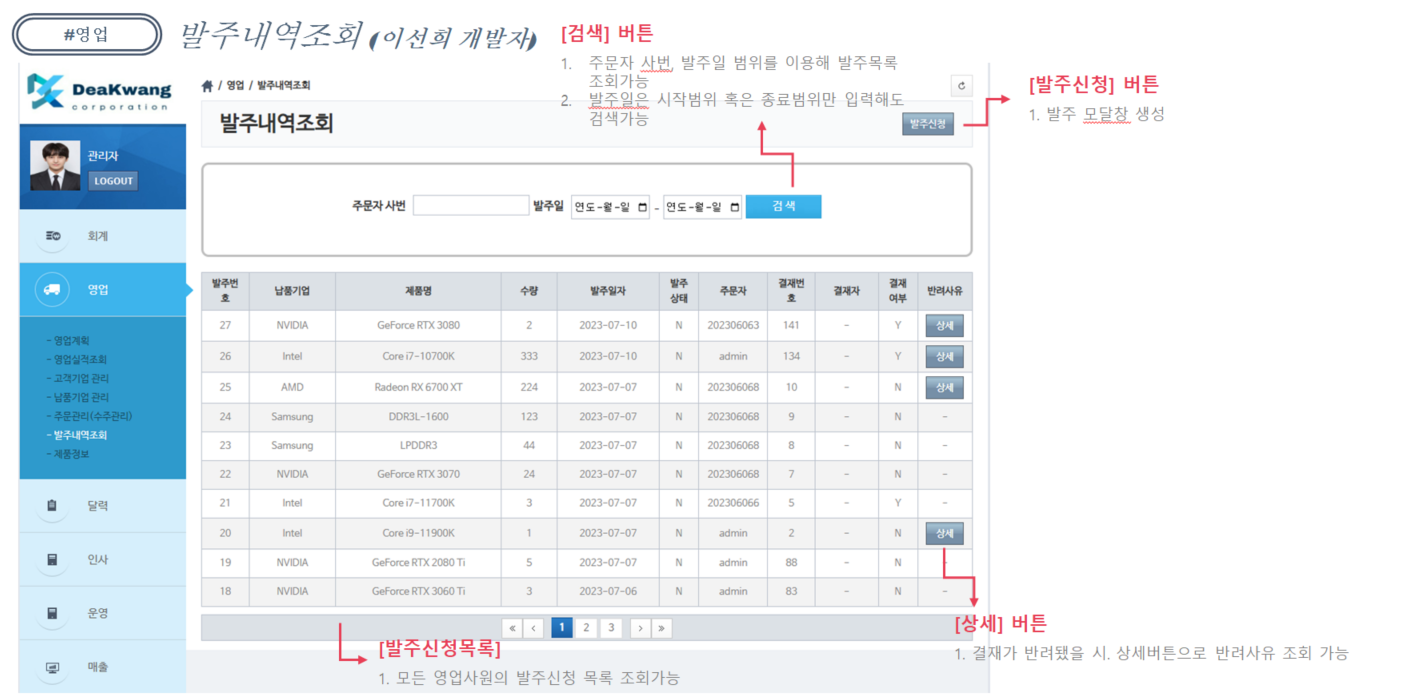 #영업
발주내역조회 (이선희 개발자)
[검색] 버튼
1. 주문자 사번, 발주일 범위를 이용해 발주목록
조회가능
2. 발주일은 시작범위 혹은 종료범위만 입력해도
검색가능
[발주신청] 버튼
1. 발주 모달창 생성
DeaKwang
corporation
/ 영업 / 발주내역조회
발주내역조회
발주신청
관리자
LOGOUT
회계
영업
- 영업계획
- 영업실적조회
- 고객기업 관리
- 납품기업 관리
- 주문관리(수주관리)
- 발주내역조회
- 제품정보
달력
인사
운영
매출
주문자 사번 발주일 연도-월-일 - 연도-월-일 검색
발주번호 납품기업 제품명 수량 발주일자 발주상태 주문자 결재번호 결재자 결재여부 반려사유
27 NVIDIA GeForce RTX 3080 2 2023-07-10 N 202306063 141 - Y 상세
26 Intel Core i7-10700K 333 2023-07-10 N admin 134 - Y 상세
25 AMD Radeon RX 6700 XT 224 2023-07-07 N 202306068 10 - N 상세
24 Samsung DDR3L-1600 123 2023-07-07 N 202306068 9 - N -
23 Samsung LPDDR3 44 2023-07-07 N 202306068 8 - N -
22 NVIDIA GeForce RTX 3070 24 2023-07-07 N 202306068 7 - N -
21 Intel Core i7-11700K 3 2023-07-07 N 202306066 5 - Y -
20 Intel Core i9-11900K 1 2023-07-07 N admin 2 - N 상세
19 NVIDIA GeForce RTX 2080 Ti 5 2023-07-07 N admin 88 - N -
18 NVIDIA GeForce RTX 3060 Ti 3 2023-07-06 N admin 83 - N -
« ‹ 1 2 3 › »
[발주신청목록]
1. 모든 영업사원의 발주신청 목록 조회가능
[상세] 버튼
1. 결재가 반려됐을 시. 상세버튼으로 반려사유 조회 가능